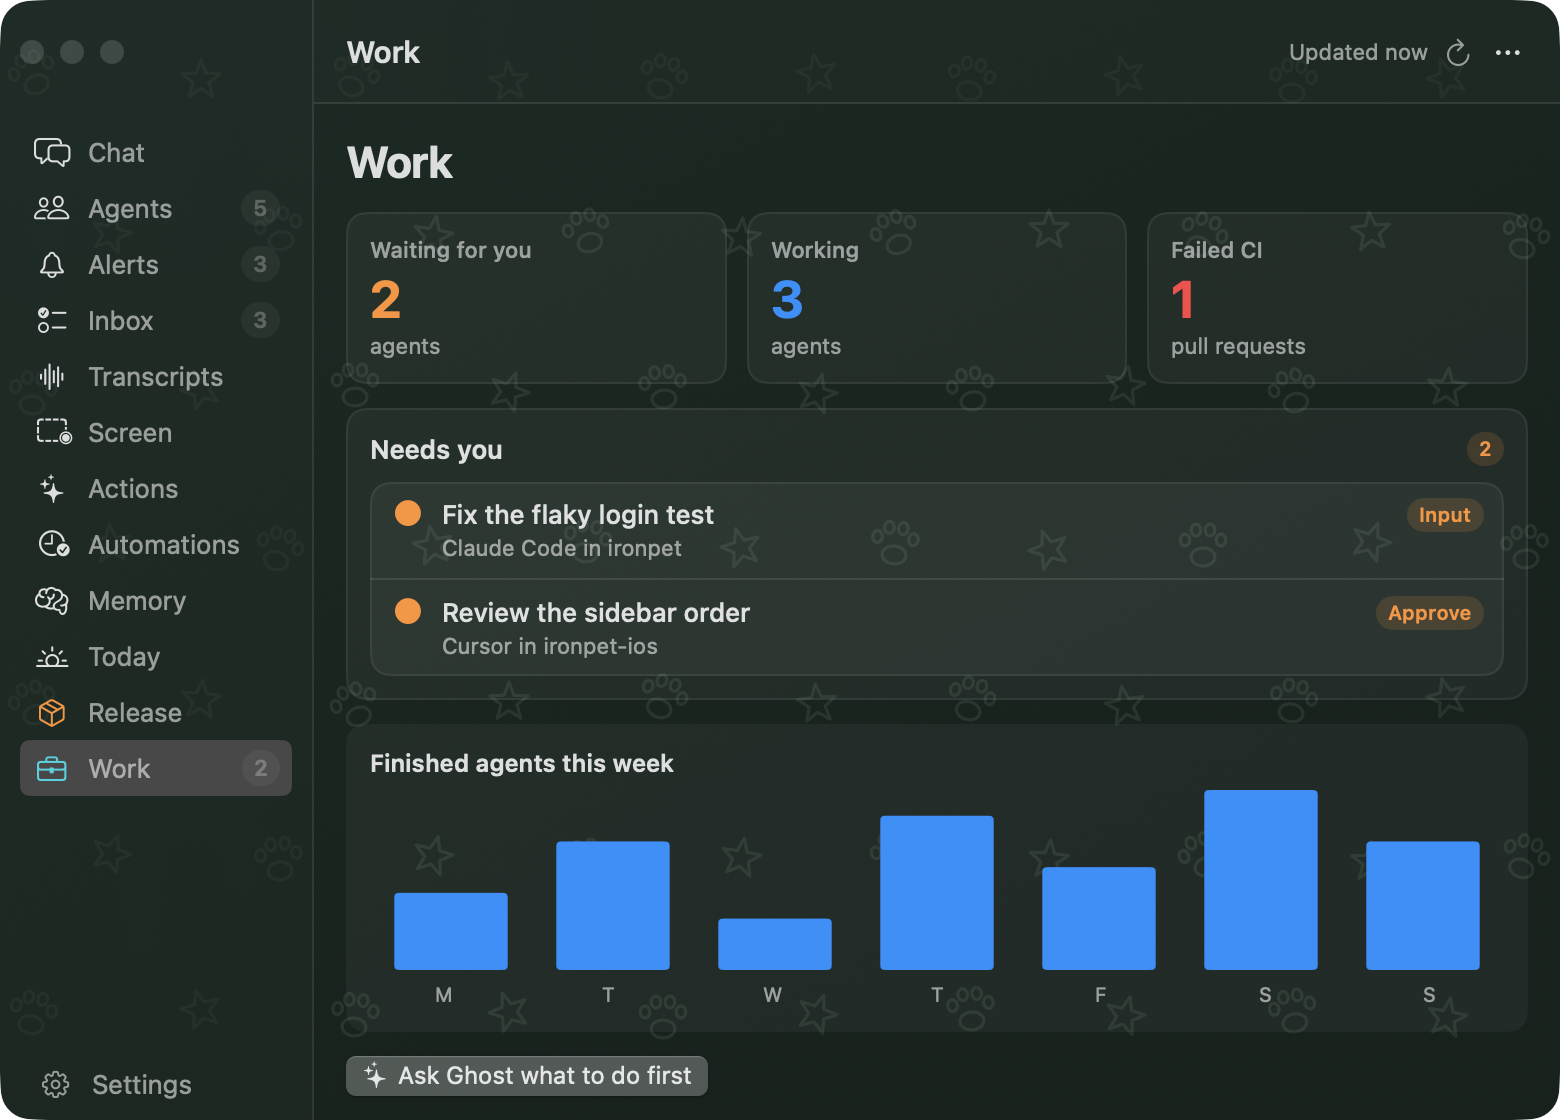 Work
Updated now
Chat
Agents 5
Alerts 3
Inbox 3
Transcripts
Screen
Actions
Automations
Memory
Today
Release
Work 2
Settings
Work
Waiting for you
2
agents
Working
3
agents
Failed CI
1
pull requests
Needs you 2
Fix the flaky login test Input
Claude Code in ironpet
Review the sidebar order Approve
Cursor in ironpet-ios
Finished agents this week
M T W T F S S
Ask Ghost what to do first